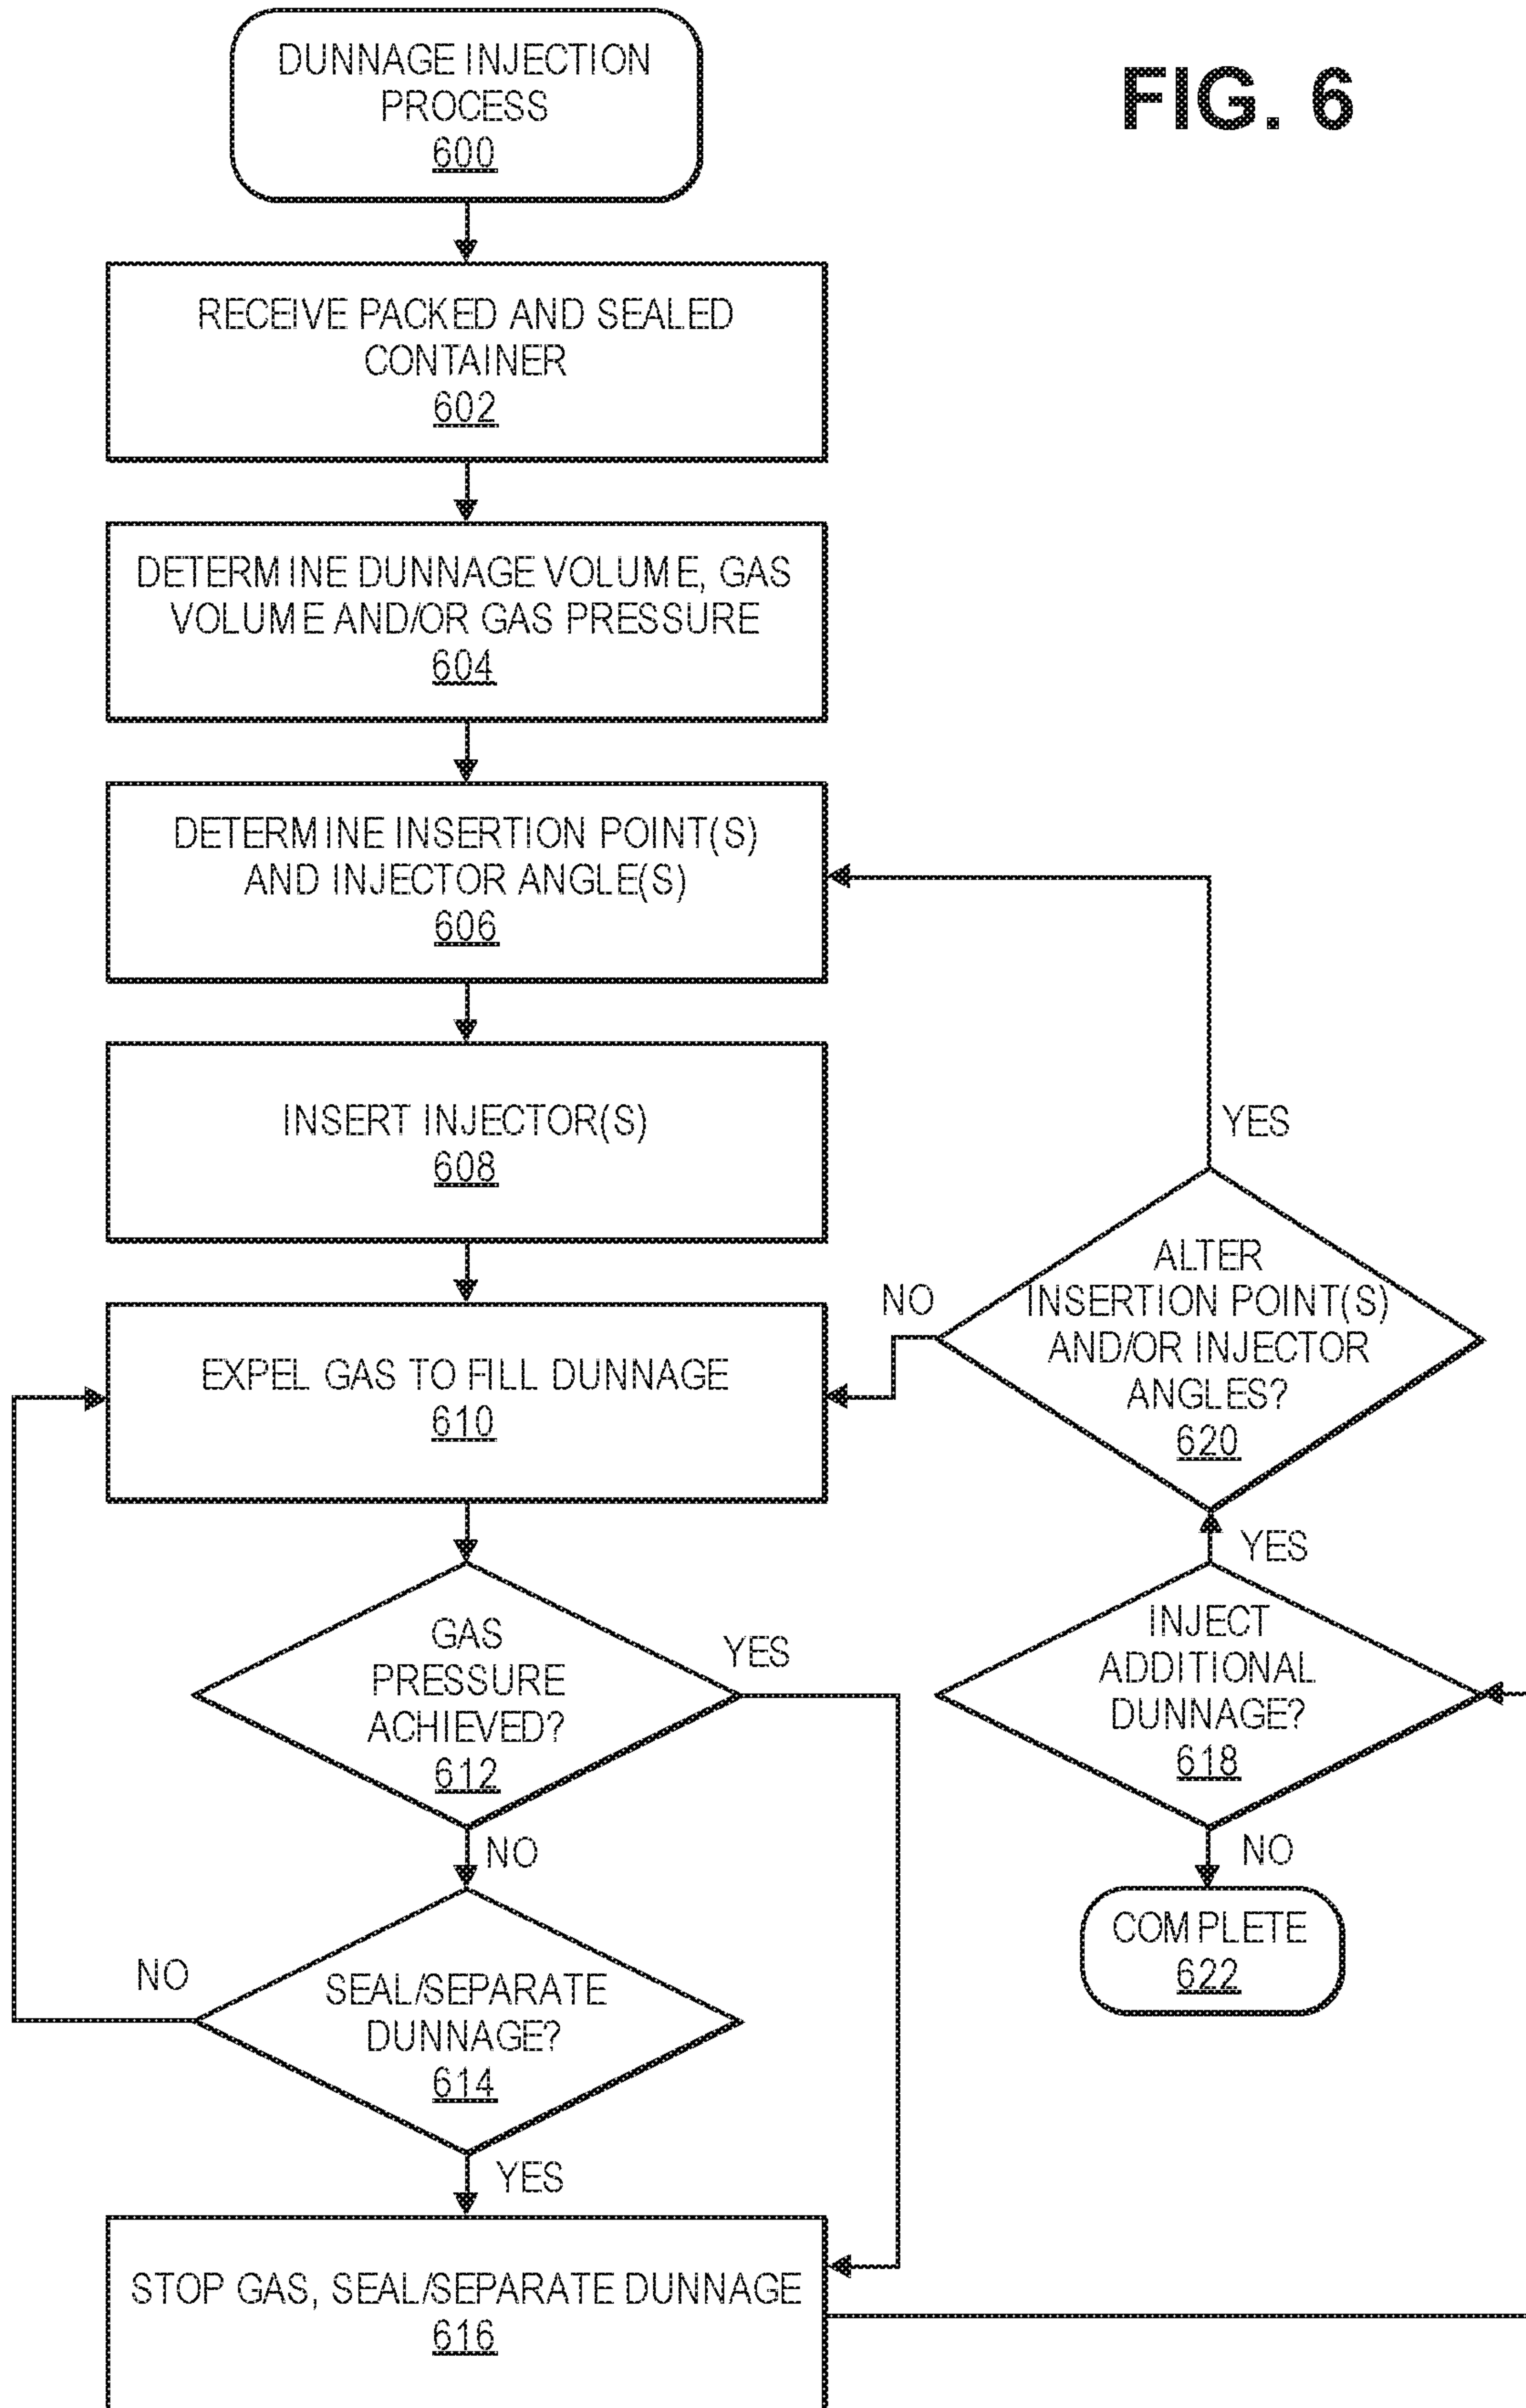 FIG. 6
DUNNAGE INJECTION
PROCESS
600
RECEIVE PACKED AND SEALED
CONTAINER
602
DETERMINE DUNNAGE VOLUME, GAS
VOLUME AND/OR GAS PRESSURE
604
DETERMINE INSERTION POINT(S)
AND INJECTOR ANGLE(S)
606
INSERT INJECTOR(S)
608
YES
ALTER
INSERTION POINT(S)
AND/OR INJECTOR
ANGLES?
620
NO
EXPEL GAS TO FILL DUNNAGE
610
YES
GAS
PRESSURE
ACHIEVED?
612
YES
INJECT
ADDITIONAL
DUNNAGE?
618
NO
NO
COMPLETE
622
NO
SEAL/SEPARATE
DUNNAGE?
614
YES
STOP GAS, SEAL/SEPARATE DUNNAGE
616